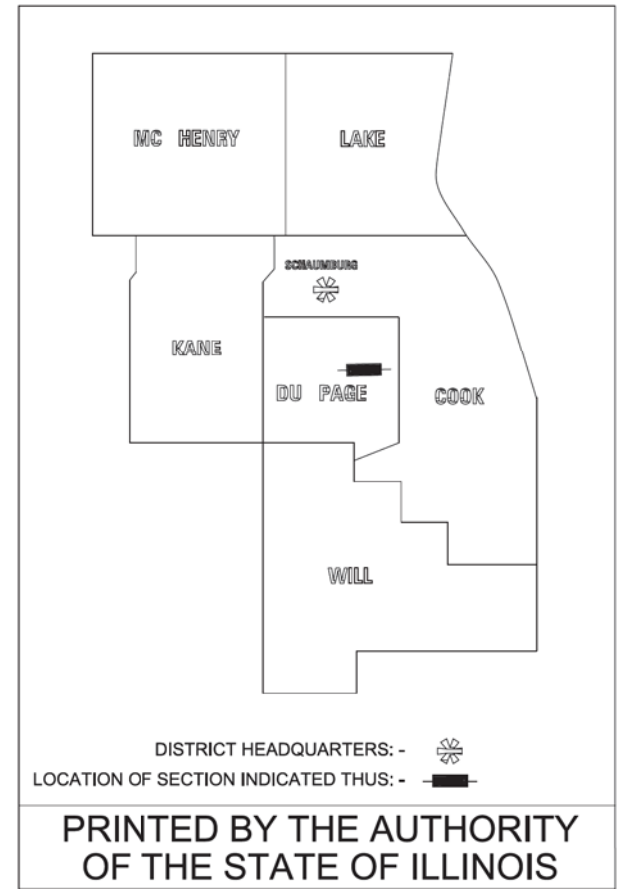 MC HENRY
LAKE
SCHAUMBURG
KANE
DU PAGE
COOK
WILL
DISTRICT HEADQUARTERS: -
LOCATION OF SECTION INDICATED THUS: -
PRINTED BY THE AUTHORITY
OF THE STATE OF ILLINOIS